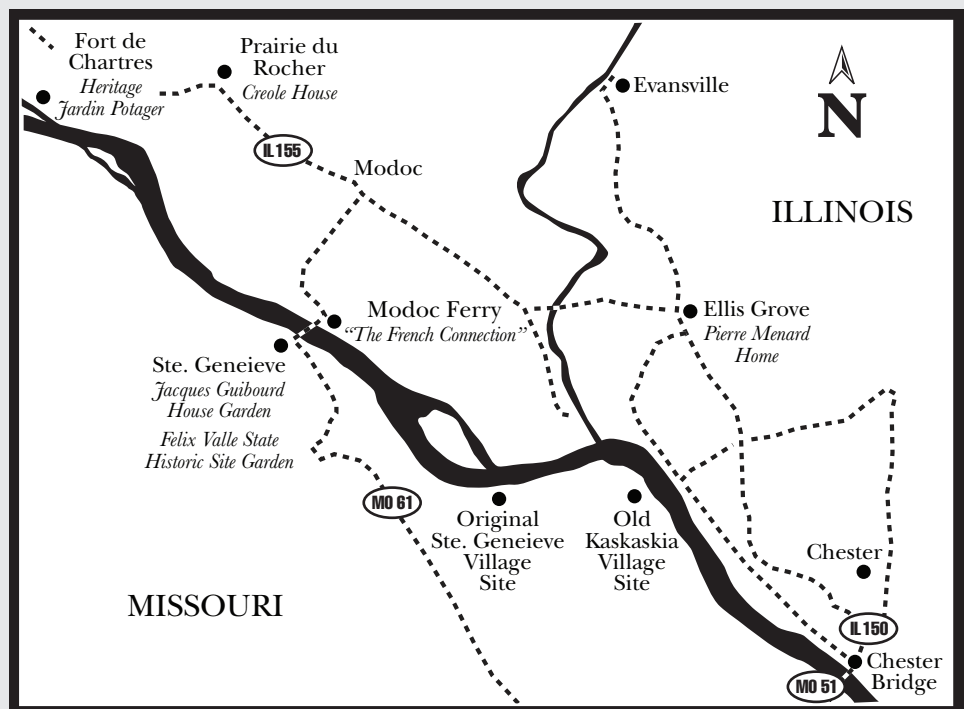 Fort de
Chartres
Heritage
Jardin Potager
Prairie du
Rocher
Creole House
IL 155
Modoc
Evansville
N
ILLINOIS
Modoc Ferry
“The French Connection”
Ellis Grove
Pierre Menard
Home
Ste. Geneieve
Jacques Guibourd
House Garden
Felix Valle State
Historic Site Garden
MO 61
Original
Ste. Geneieve
Village
Site
Old
Kaskaskia
Village
Site
Chester
MISSOURI
IL 150
Chester
Bridge
MO 51